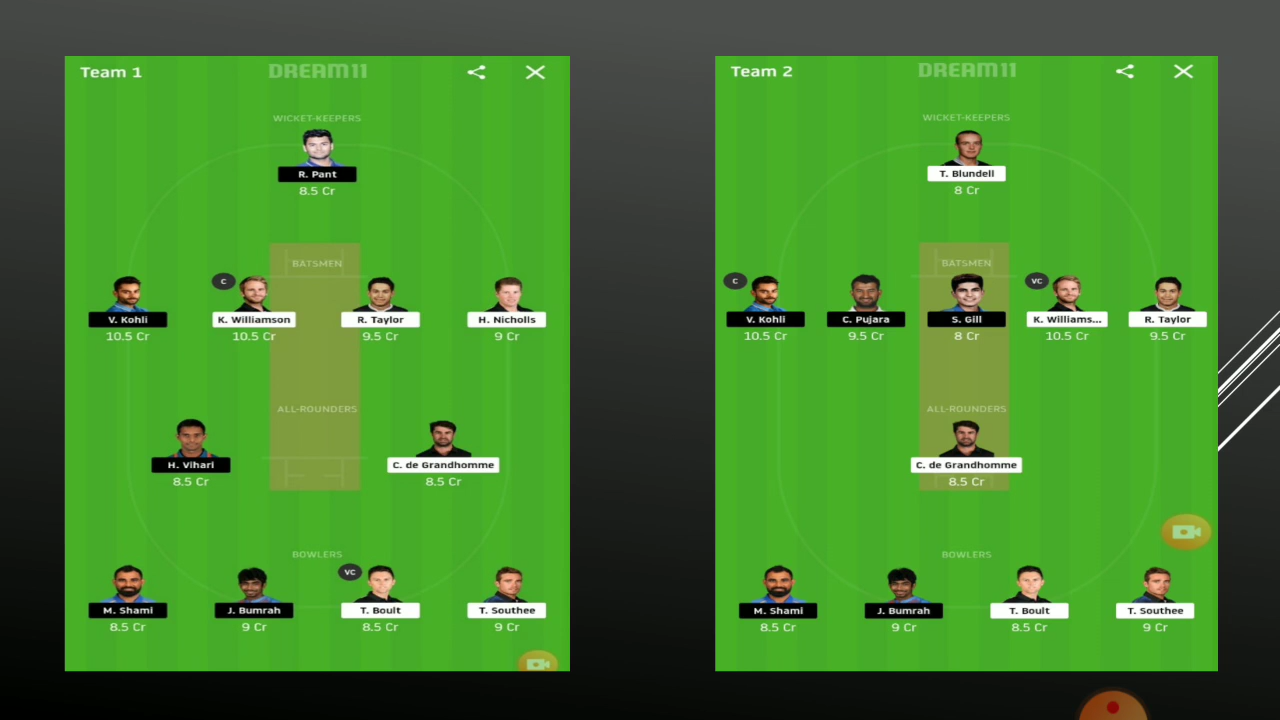 Team 1
DREAM11
WICKET-KEEPERS
R. Pant
8.5 Cr
BATSMEN
C
V. Kohli
K. Williamson
R. Taylor
H. Nicholls
10.5 Cr
10.5 Cr
9.5 Cr
9 Cr
ALL-ROUNDERS
H. Vihari
C. de Grandhomme
8.5 Cr
8.5 Cr
BOWLERS
VC
M. Shami
J. Bumrah
T. Boult
T. Southee
8.5 Cr
9 Cr
8.5 Cr
9 Cr
Team 2
DREAM11
WICKET-KEEPERS
T. Blundell
8 Cr
BATSMEN
C
VC
V. Kohli
C. Pujara
S. Gill
K. Williams...
R. Taylor
10.5 Cr
9.5 Cr
8 Cr
10.5 Cr
9.5 Cr
ALL-ROUNDERS
C. de Grandhomme
8.5 Cr
BOWLERS
M. Shami
J. Bumrah
T. Boult
T. Southee
8.5 Cr
9 Cr
8.5 Cr
9 Cr